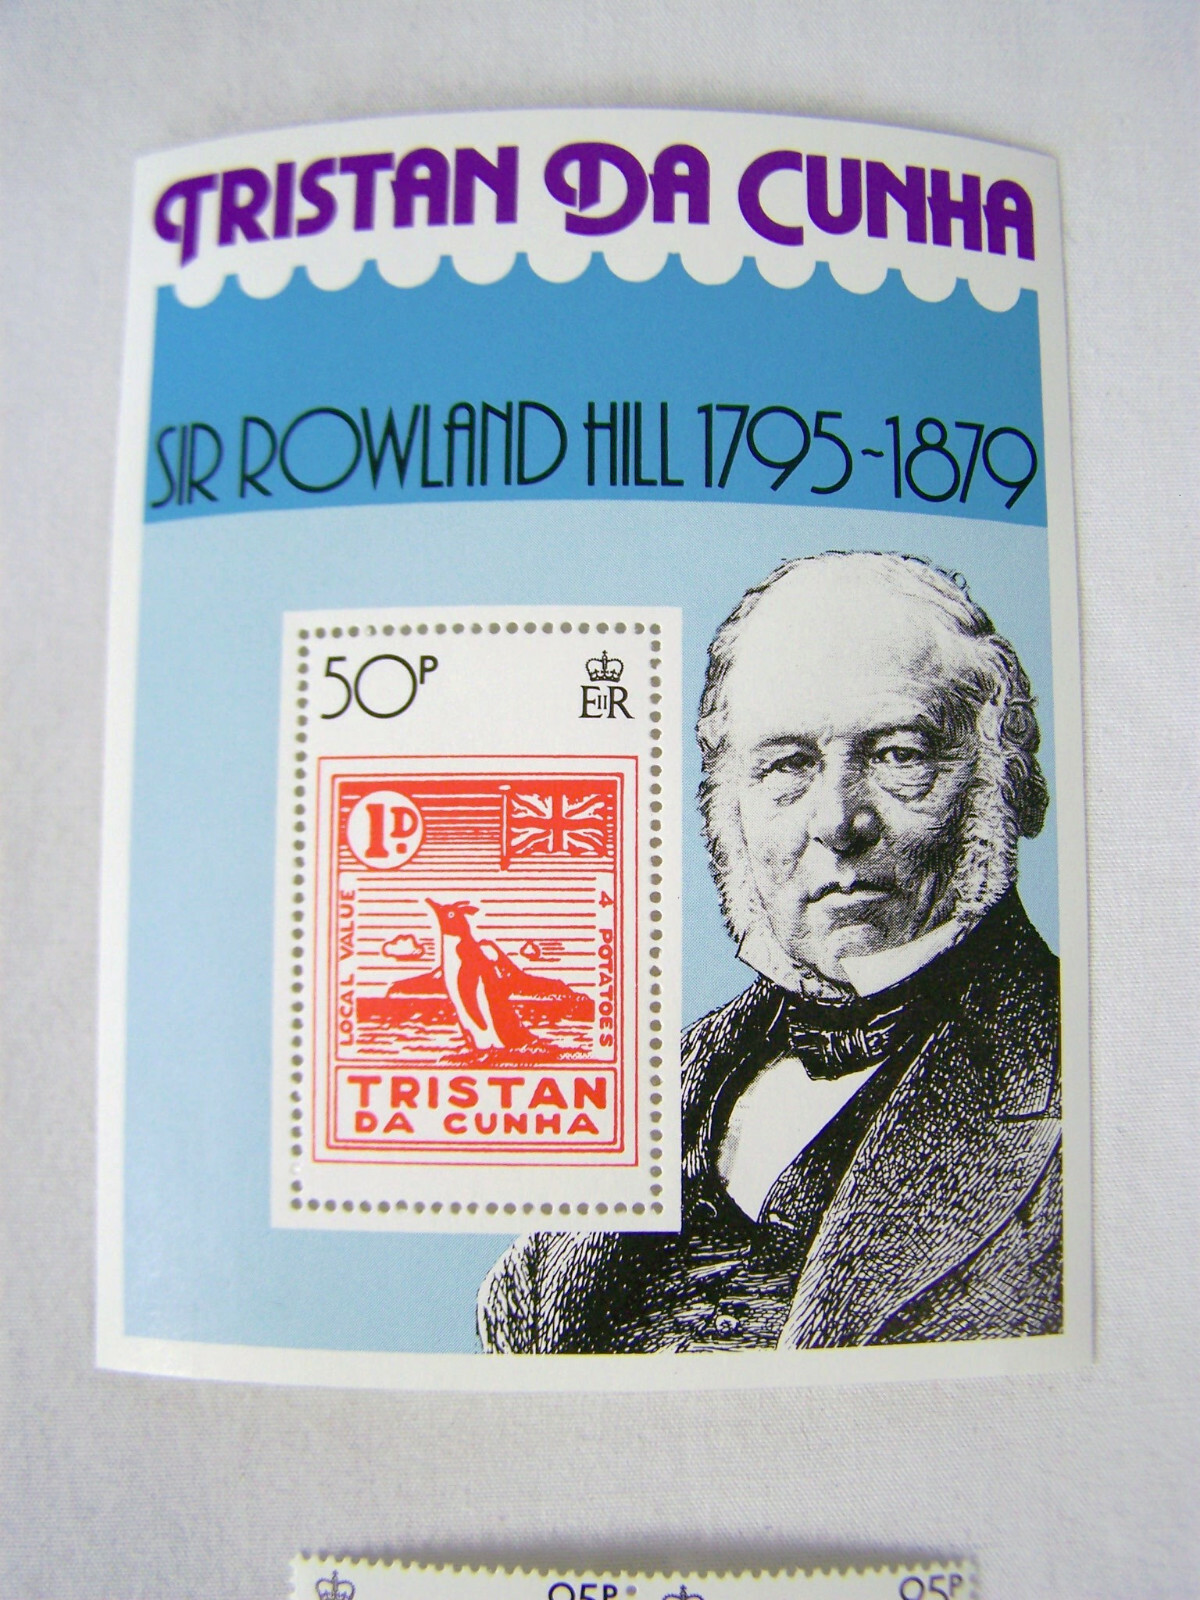 TRISTAN DA CUNHA
SIR ROWLAND HILL 1795~1879
50P
EIIR
1D.
LOCAL VALUE
4 POTATOES
TRISTAN
DA CUNHA